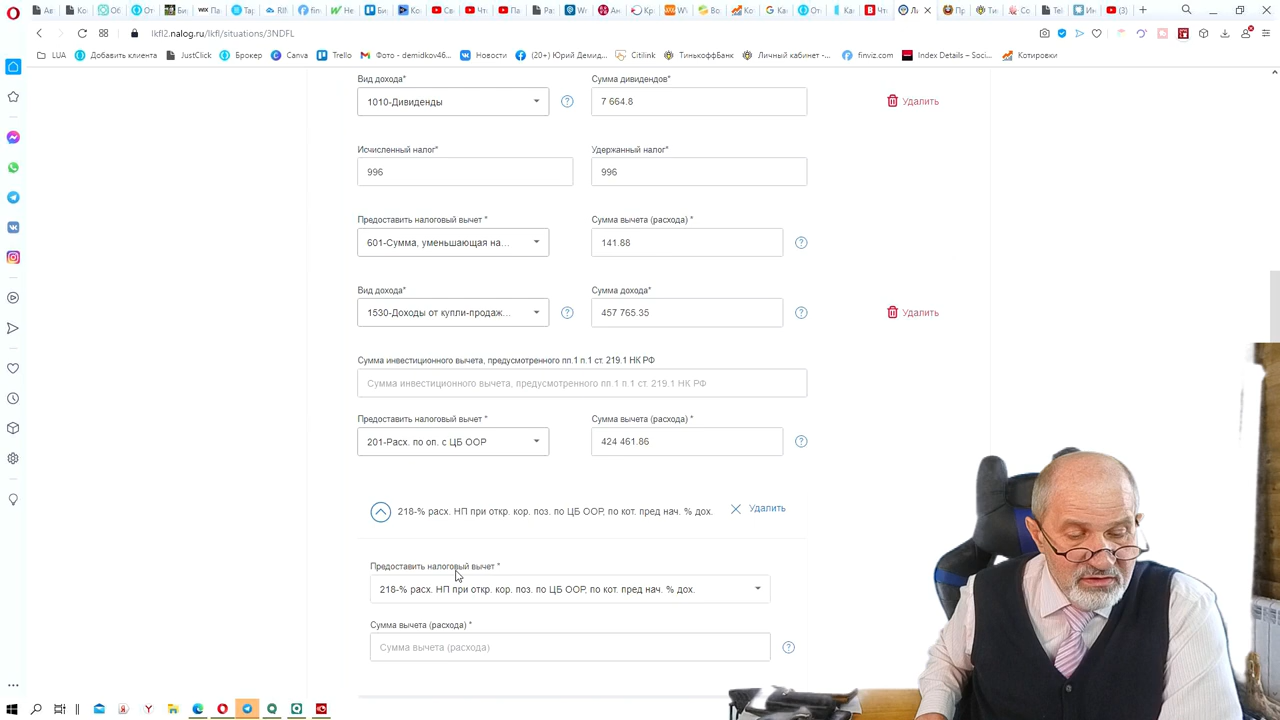 lkfl2.nalog.ru/lkfl/situations/3NDFL
LUA
Добавить клиента
JustClick
Брокер
Canva
Trello
Фото - demidkov46...
Новости
(20+) Юрий Демид...
Citilink
ТинькоффБанк
Личный кабинет -...
finviz.com
Index Details – Soci...
Котировки
Вид дохода*
Сумма дивидендов*
1010-Дивиденды
7 664.8
Удалить
Исчисленный налог*
Удержанный налог*
996
996
Предоставить налоговый вычет *
Сумма вычета (расхода) *
601-Сумма, уменьшающая на...
141.88
Вид дохода*
Сумма дохода*
1530-Доходы от купли-продаж...
457 765.35
Удалить
Сумма инвестиционного вычета, предусмотренного пп.1 п.1 ст. 219.1 НК РФ
Сумма инвестиционного вычета, предусмотренного пп.1 п.1 ст. 219.1 НК РФ
Предоставить налоговый вычет *
Сумма вычета (расхода) *
201-Расх. по оп. с ЦБ ООР
424 461.86
218-% расх. НП при откр. кор. поз. по ЦБ ООР, по кот. пред нач. % дох.
Удалить
Предоставить налоговый вычет *
218-% расх. НП при откр. кор. поз. по ЦБ ООР, по кот. пред нач. % дох.
Сумма вычета (расхода) *
Сумма вычета (расхода)